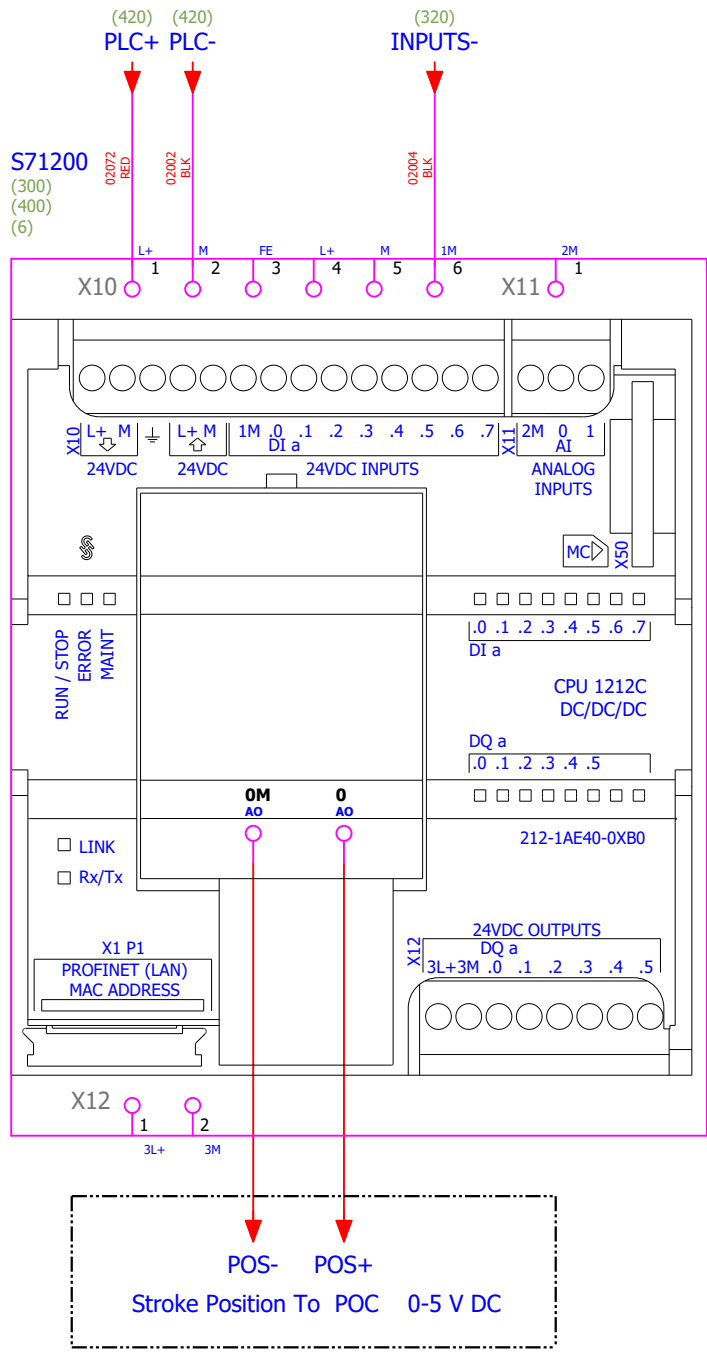 (420) (420) (320)
PLC+ PLC- INPUTS-
02072 RED
02002 BLK
02004 BLK
S71200
(300)
(400)
(6)
L+ M FE L+ M 1M 2M
X10 1 2 3 4 5 6 X11 1
X10 L+ M L+ M 1M .0 .1 .2 .3 .4 .5 .6 .7 X11 2M 0 1
DI a AI
24VDC 24VDC 24VDC INPUTS ANALOG
INPUTS
MC X50
RUN / STOP
ERROR
MAINT
.0 .1 .2 .3 .4 .5 .6 .7
DI a
CPU 1212C
DC/DC/DC
DQ a
.0 .1 .2 .3 .4 .5
0M 0
AO AO
LINK
212-1AE40-0XB0
Rx/Tx
24VDC OUTPUTS
X12
DQ a
3L+3M .0 .1 .2 .3 .4 .5
X1 P1
PROFINET (LAN)
MAC ADDRESS
X12 1 2
3L+ 3M
POS- POS+
Stroke Position To POC 0-5 V DC